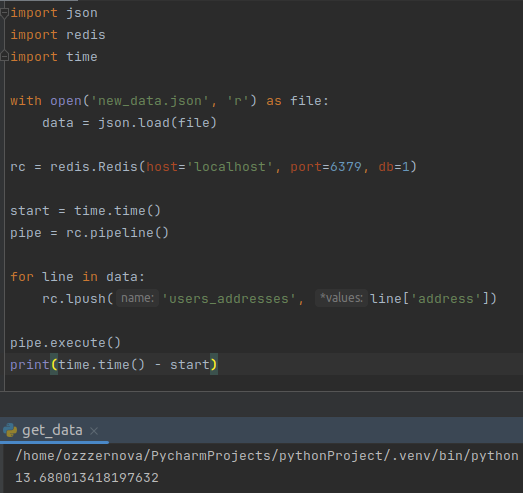 import json
import redis
import time
with open('new_data.json', 'r') as file:
    data = json.load(file)
rc = redis.Redis(host='localhost', port=6379, db=1)
start = time.time()
pipe = rc.pipeline()
for line in data:
    rc.lpush( name: 'users_addresses', *values: line['address'])
pipe.execute()
print(time.time() - start)
get_data ×
/home/ozzzernova/PycharmProjects/pythonProject/.venv/bin/python
13.680013418197632